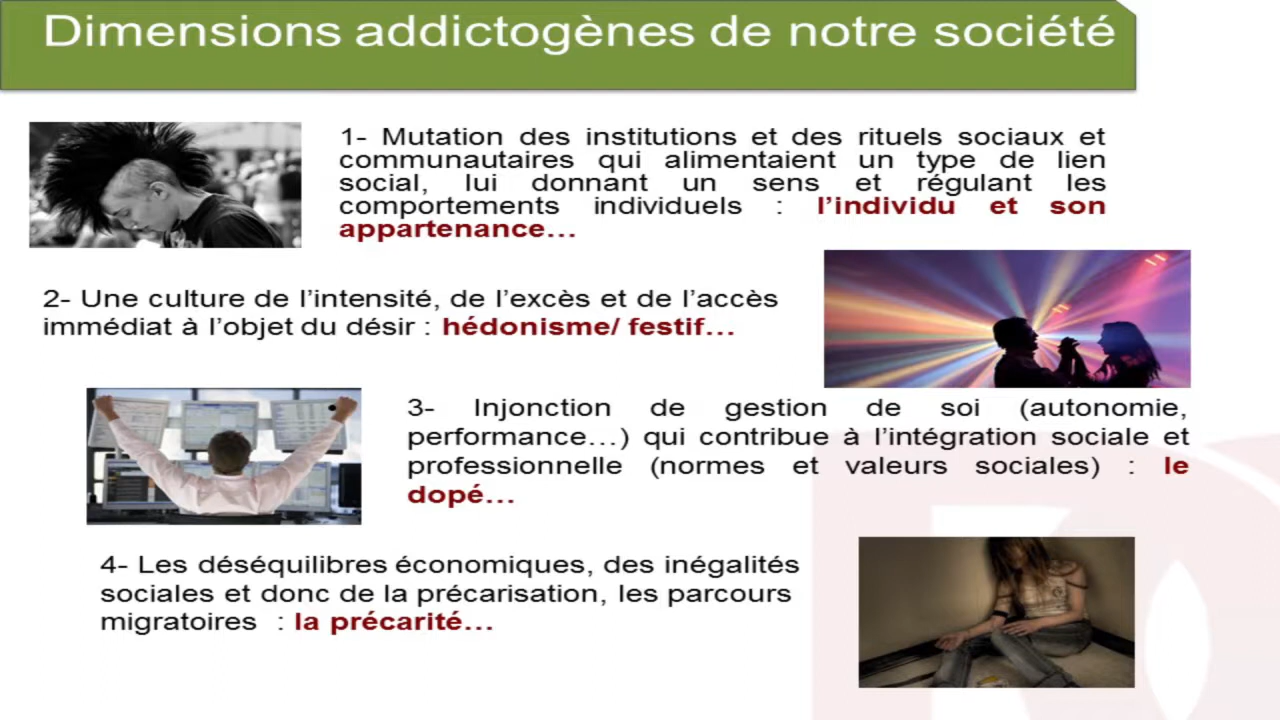 Dimensions addictogènes de notre société
1- Mutation des institutions et des rituels sociaux et
communautaires qui alimentaient un type de lien
social, lui donnant un sens et régulant les
comportements individuels : l’individu et son
appartenance…
2- Une culture de l’intensité, de l’excès et de l’accès
immédiat à l’objet du désir : hédonisme/ festif…
3- Injonction de gestion de soi (autonomie,
performance…) qui contribue à l’intégration sociale et
professionnelle (normes et valeurs sociales) : le
dopé…
4- Les déséquilibres économiques, des inégalités
sociales et donc de la précarisation, les parcours
migratoires : la précarité…